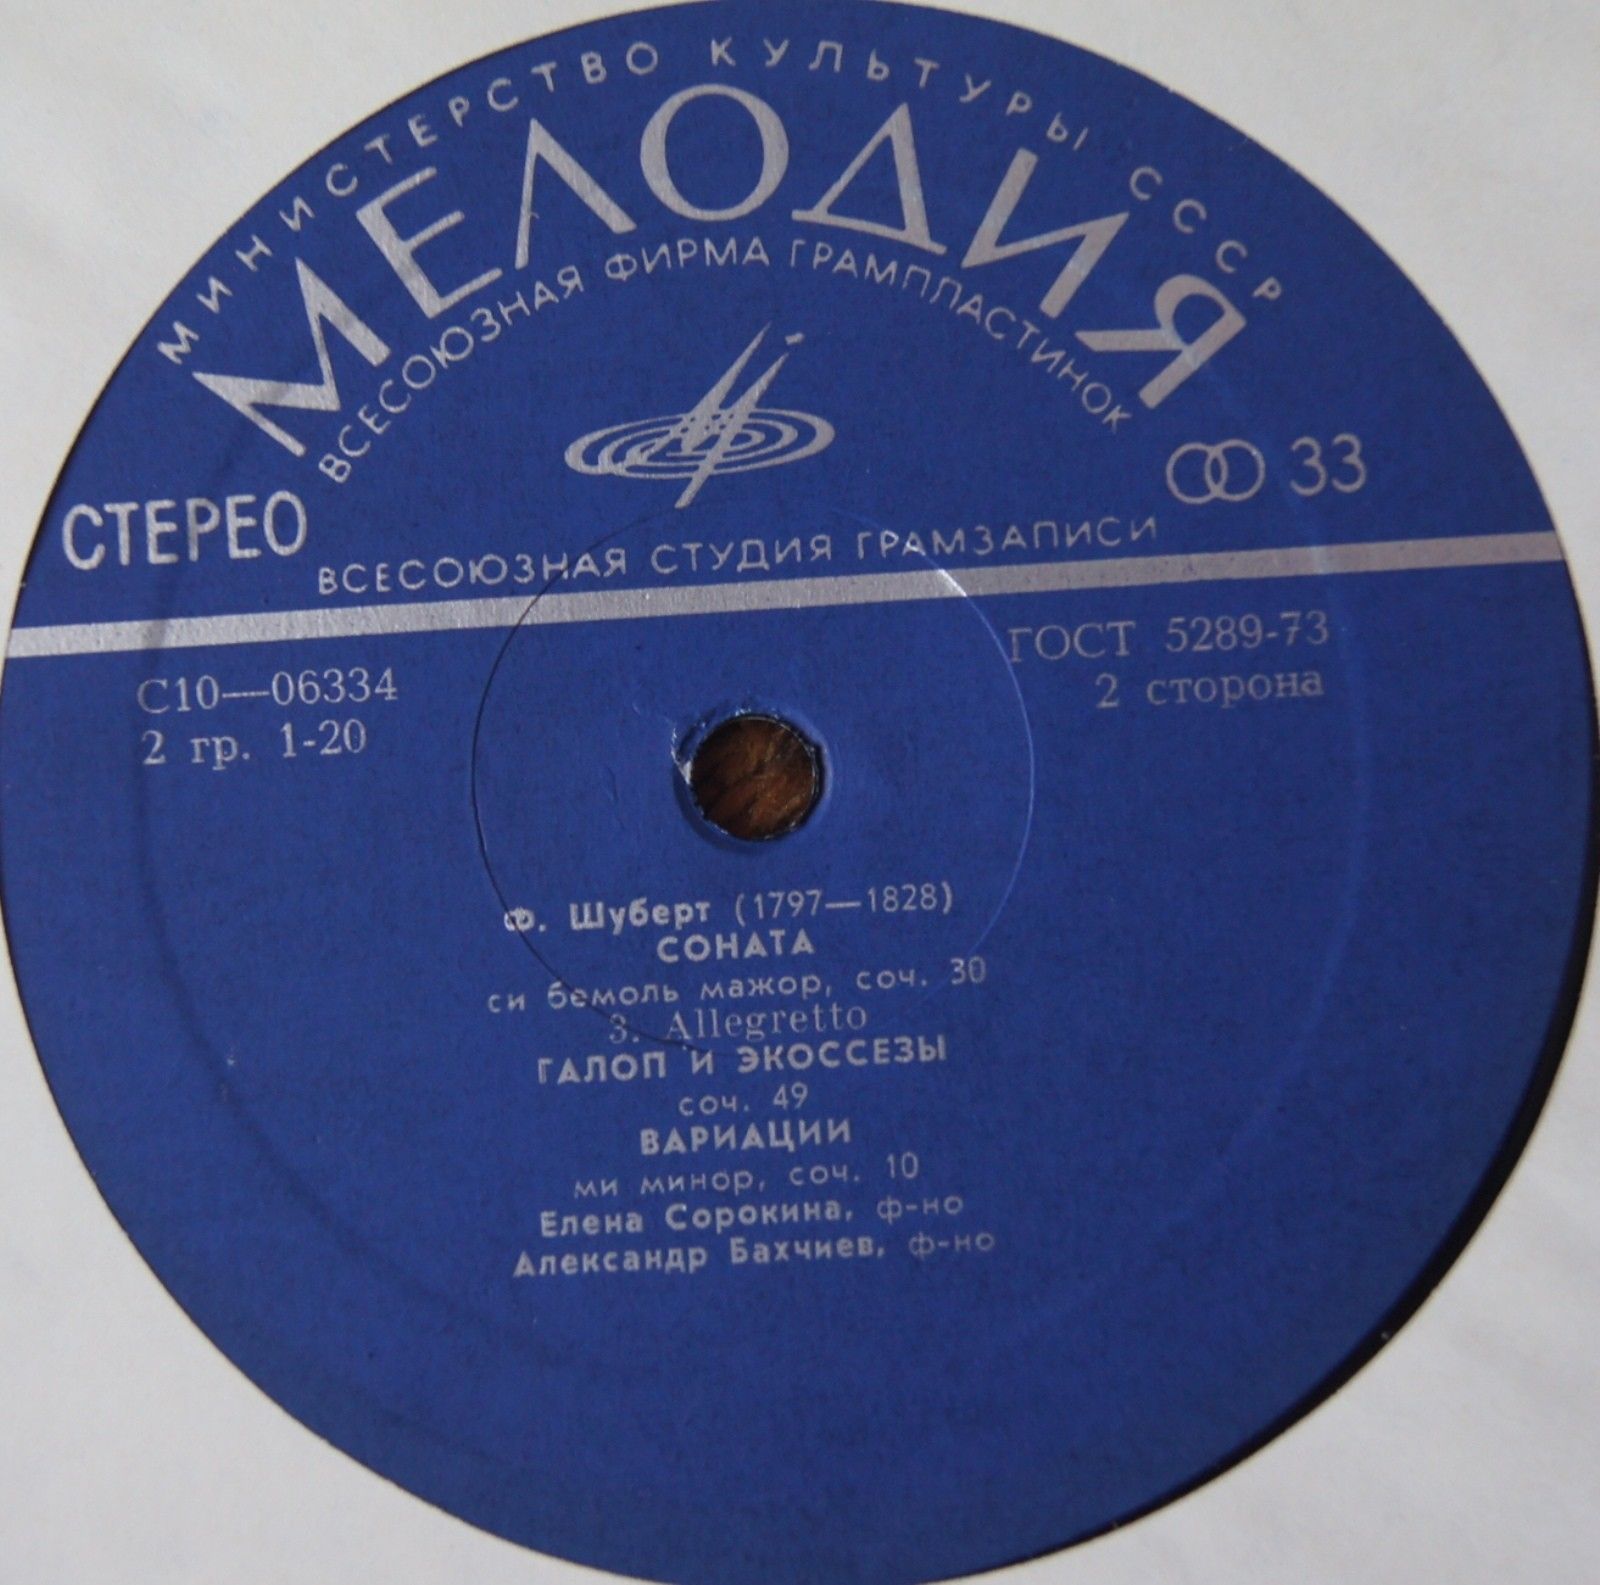 МИНИСТЕРСТВО КУЛЬТУРЫ СССР
МЕЛОДИЯ
ВСЕСОЮЗНАЯ ФИРМА ГРАМПЛАСТИНОК
33
СТЕРЕО
ВСЕСОЮЗНАЯ СТУДИЯ ГРАМЗАПИСИ
ГОСТ 5289-73
С10—06334
2 сторона
2 гр. 1-20
Ф. Шуберт (1797—1828)
СОНАТА
си бемоль мажор, соч. 30
3. Allegretto
ГАЛОП И ЭКОССЕЗЫ
соч. 49
ВАРИАЦИИ
ми минор, соч. 10
Елена Сорокина, ф-но
Александр Бахчиев, ф-но